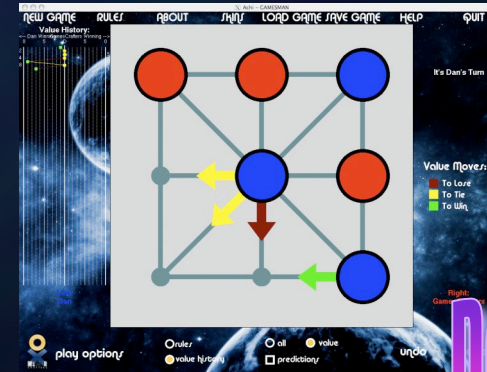 Achi - GAMESMAN
NEW GAME RULES ABOUT SKINS LOAD GAME SAVE GAME HELP QUIT
Value History:
It's Dan's Turn
Value Moves:
To Lose
To Tie
To Win
Right:
rules
all
value
play options
value history
predictions
undo